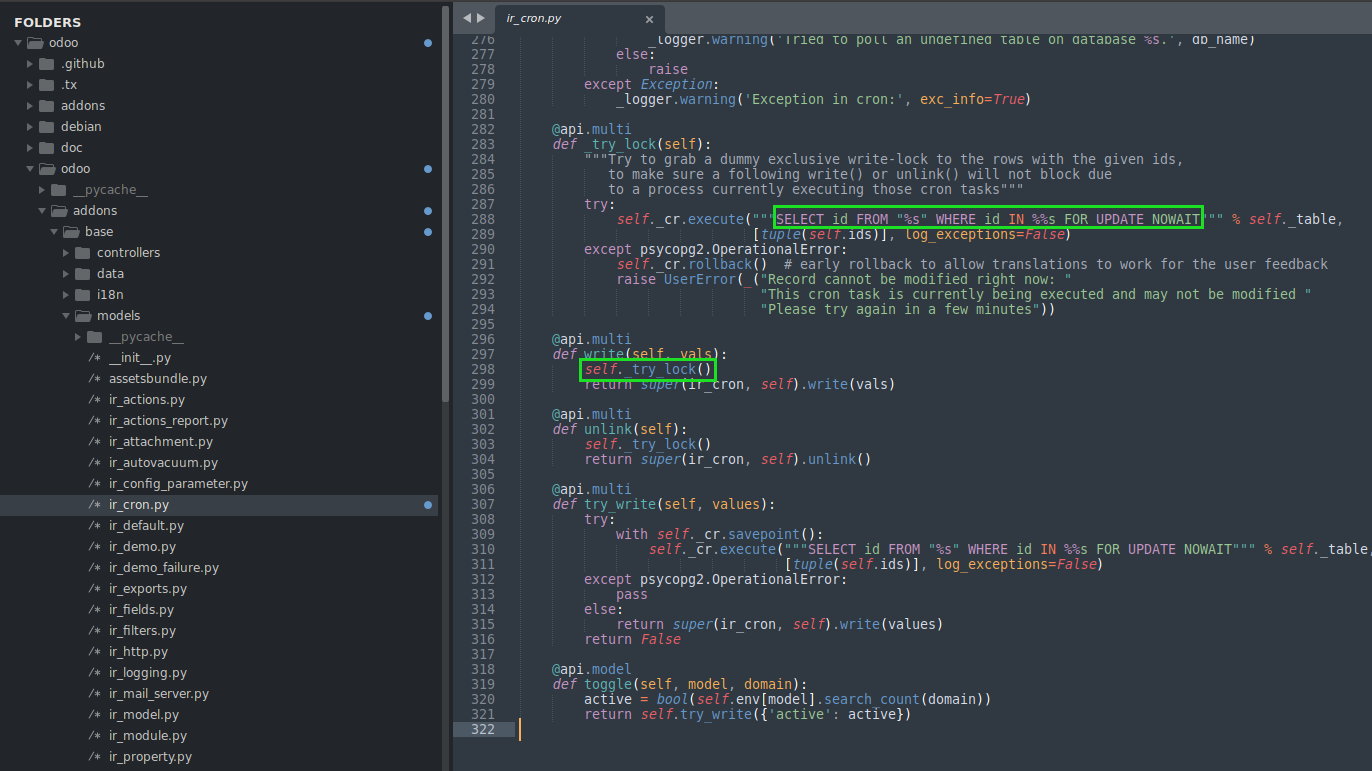 FOLDERS
odoo
.github
.tx
addons
debian
doc
odoo
__pycache__
addons
base
controllers
data
i18n
models
__pycache__
/* __init__.py
/* assetsbundle.py
/* ir_actions.py
/* ir_actions_report.py
/* ir_attachment.py
/* ir_autovacuum.py
/* ir_config_parameter.py
/* ir_cron.py
/* ir_default.py
/* ir_demo.py
/* ir_demo_failure.py
/* ir_exports.py
/* ir_fields.py
/* ir_filters.py
/* ir_http.py
/* ir_logging.py
/* ir_mail_server.py
/* ir_model.py
/* ir_module.py
/* ir_property.py
ir_cron.py ×
276 _logger.warning('Tried to poll an undefined table on database %s.', db_name)
277 else:
278 raise
279 except Exception:
280 _logger.warning('Exception in cron:', exc_info=True)
281
282 @api.multi
283 def _try_lock(self):
284 """Try to grab a dummy exclusive write-lock to the rows with the given ids,
285 to make sure a following write() or unlink() will not block due
286 to a process currently executing those cron tasks"""
287 try:
288 self._cr.execute("""SELECT id FROM "%s" WHERE id IN %%s FOR UPDATE NOWAIT""" % self._table,
289 [tuple(self.ids)], log_exceptions=False)
290 except psycopg2.OperationalError:
291 self._cr.rollback()  # early rollback to allow translations to work for the user feedback
292 raise UserError(_("Record cannot be modified right now: "
293 "This cron task is currently being executed and may not be modified "
294 "Please try again in a few minutes"))
295
296 @api.multi
297 def write(self, vals):
298 self._try_lock()
299 return super(ir_cron, self).write(vals)
300
301 @api.multi
302 def unlink(self):
303 self._try_lock()
304 return super(ir_cron, self).unlink()
305
306 @api.multi
307 def try_write(self, values):
308 try:
309 with self._cr.savepoint():
310 self._cr.execute("""SELECT id FROM "%s" WHERE id IN %%s FOR UPDATE NOWAIT""" % self._table,
311 [tuple(self.ids)], log_exceptions=False)
312 except psycopg2.OperationalError:
313 pass
314 else:
315 return super(ir_cron, self).write(values)
316 return False
317
318 @api.model
319 def toggle(self, model, domain):
320 active = bool(self.env[model].search_count(domain))
321 return self.try_write({'active': active})
322